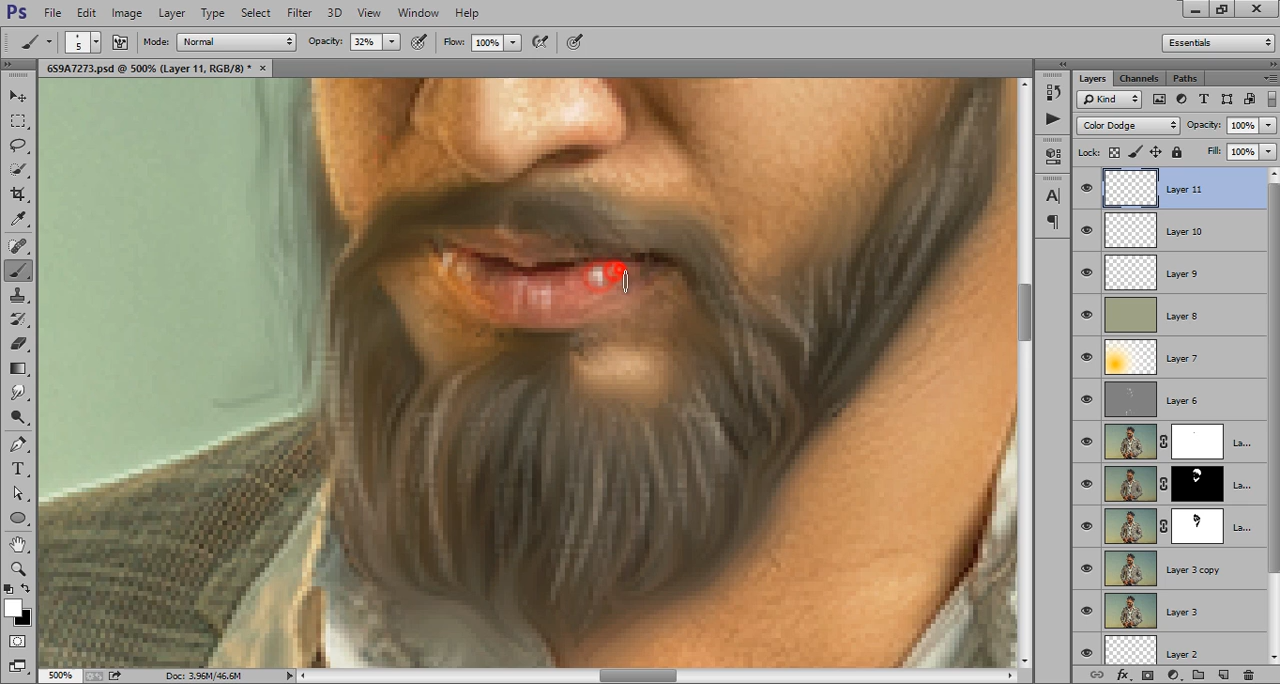 Ps File Edit Image Layer Type Select Filter 3D View Window Help
5 Mode: Normal Opacity: 32% Flow: 100% Essentials
6S9A7273.psd @ 500% (Layer 11, RGB/8) * ×
Layers Channels Paths
Kind T
Color Dodge Opacity: 100%
Lock: Fill: 100%
Layer 11
Layer 10
Layer 9
Layer 8
Layer 7
Layer 6
La...
La...
La...
Layer 3 copy
Layer 3
Layer 2
A
T
500% Doc: 3.96M/46.6M
fx